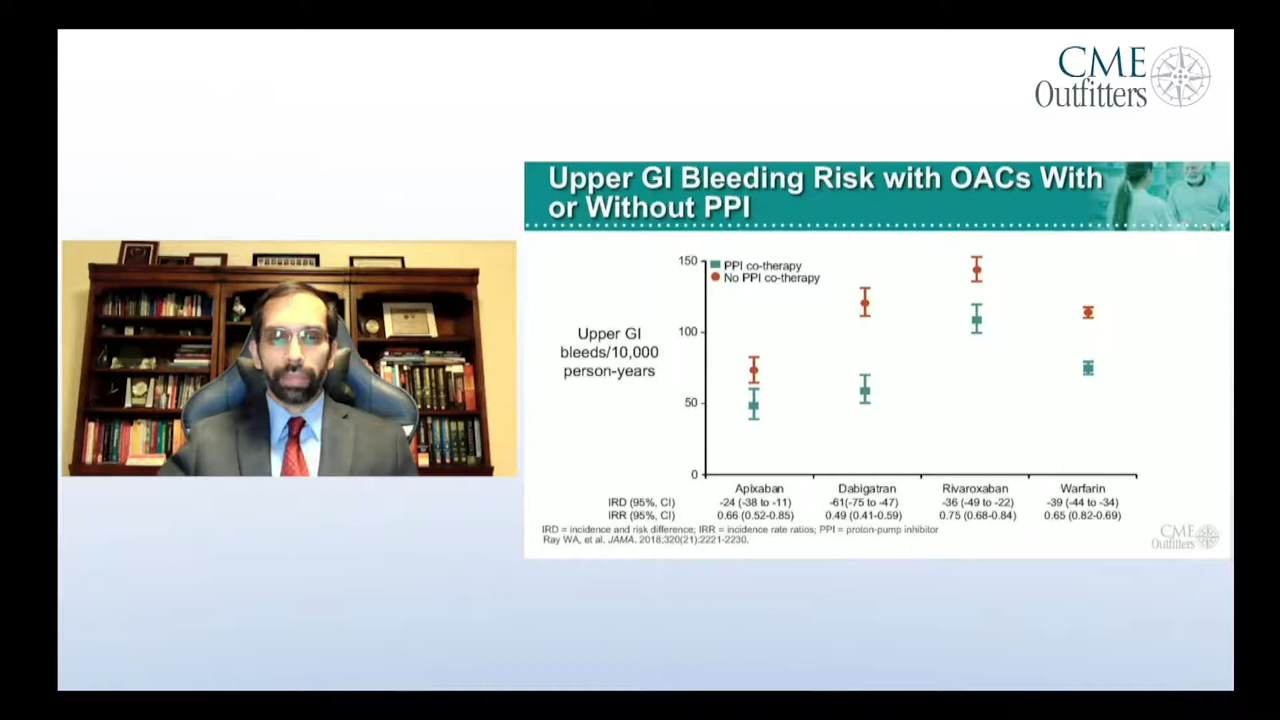 CME
Outfitters
Upper GI Bleeding Risk with OACs With
or Without PPI
150
PPI co-therapy
No PPI co-therapy
Upper GI
bleeds/10,000
person-years
100
50
0
Apixaban Dabigatran Rivaroxaban Warfarin
IRD (95%, CI) -24 (-38 to -11) -61(-75 to -47) -36 (-49 to -22) -39 (-44 to -34)
IRR (95%, CI) 0.66 (0.52-0.85) 0.49 (0.41-0.59) 0.75 (0.68-0.84) 0.65 (0.82-0.69)
IRD = incidence and risk difference; IRR = incidence rate ratios; PPI = proton-pump inhibitor
Ray WA, et al. JAMA. 2018;320(21):2221-2230.
CME
Outfitters